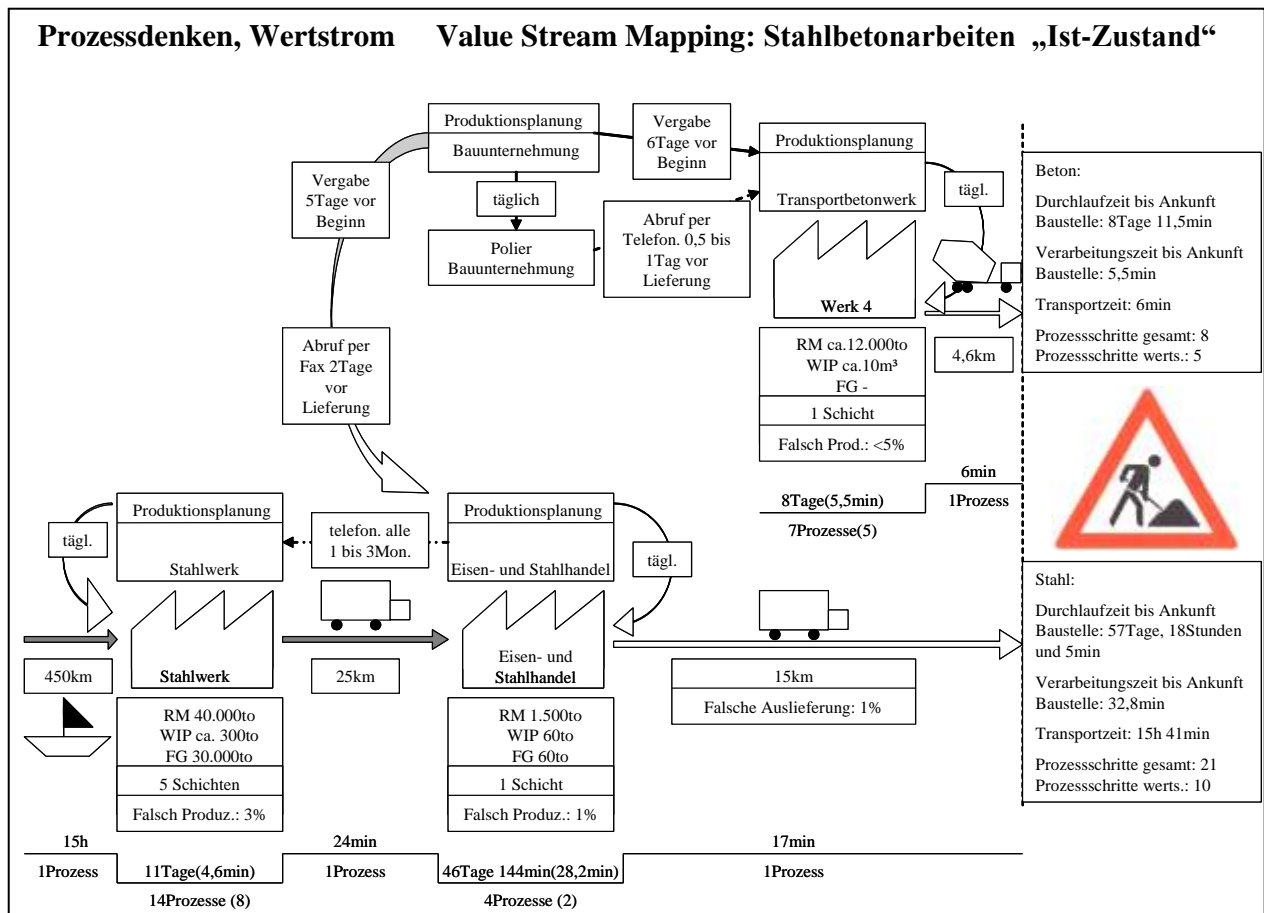 Prozessdenken, Wertstrom Value Stream Mapping: Stahlbetonarbeiten „Ist-Zustand“
Produktionsplanung
Bauunternehmung
Vergabe
6Tage vor
Beginn
Produktionsplanung
Transportbetonwerk
tägl.
Vergabe
5Tage vor
Beginn
täglich
Polier
Bauunternehmung
Abruf per
Telefon. 0,5 bis
1Tag vor
Lieferung
Werk 4
RM ca.12.000to
WIP ca.10m³
FG -
1 Schicht
Falsch Prod.: <5%
4,6km
6min
8Tage(5,5min)
1Prozess
7Prozesse(5)
Beton:
Durchlaufzeit bis Ankunft
Baustelle: 8Tage 11,5min
Verarbeitungszeit bis Ankunft
Baustelle: 5,5min
Transportzeit: 6min
Prozessschritte gesamt: 8
Prozessschritte werts.: 5
Abruf per
Fax 2Tage
vor
Lieferung
tägl.
Produktionsplanung
Stahlwerk
telefon. alle
1 bis 3Mon.
Produktionsplanung
Eisen- und Stahlhandel
tägl.
450km
Stahlwerk
25km
Eisen- und
Stahlhandel
15km
Falsche Auslieferung: 1%
RM 40.000to
WIP ca. 300to
FG 30.000to
5 Schichten
Falsch Produz.: 3%
RM 1.500to
WIP 60to
FG 60to
1 Schicht
Falsch Produz.: 1%
Stahl:
Durchlaufzeit bis Ankunft
Baustelle: 57Tage, 18Stunden
und 5min
Verarbeitungszeit bis Ankunft
Baustelle: 32,8min
Transportzeit: 15h 41min
Prozessschritte gesamt: 21
Prozessschritte werts.: 10
15h
24min
17min
1Prozess
11Tage(4,6min)
1Prozess
46Tage 144min(28,2min)
1Prozess
14Prozesse (8)
4Prozesse (2)